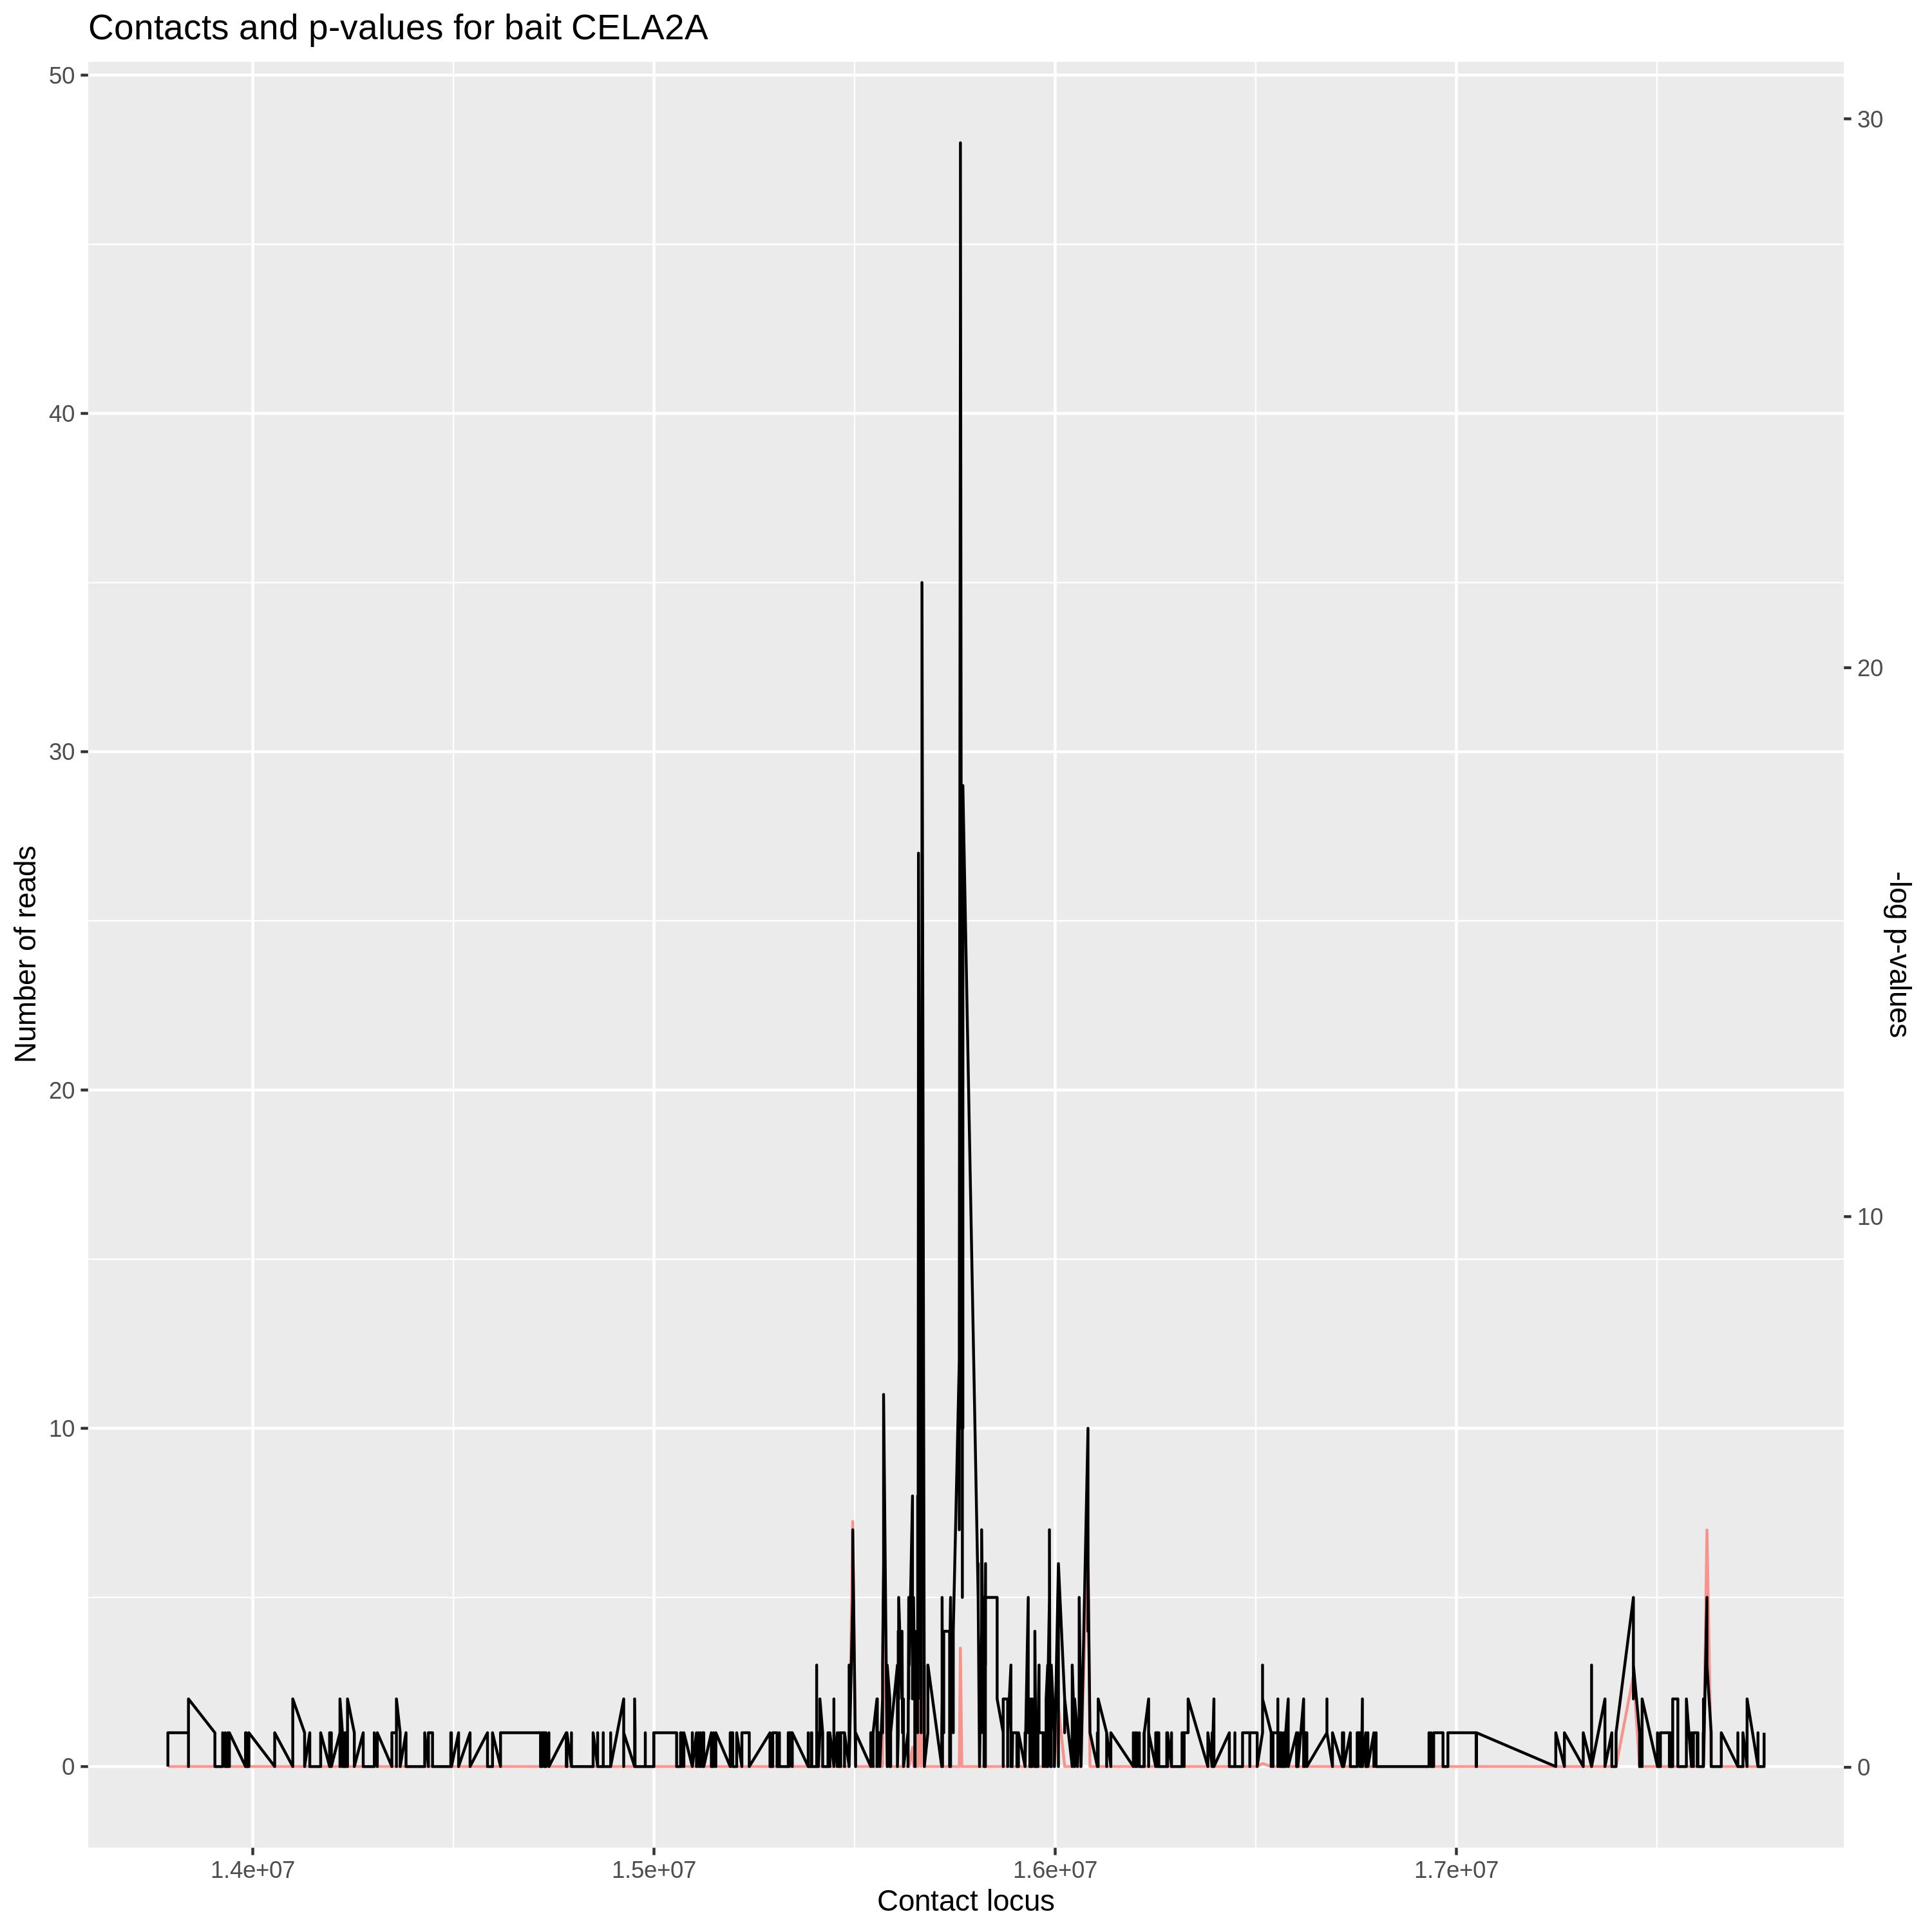 Contacts and p-values for bait CELA2A
50
40
30
20
10
0
Number of reads
30
20
10
0
-log p-values
1.4e+07
1.5e+07
1.6e+07
1.7e+07
Contact locus